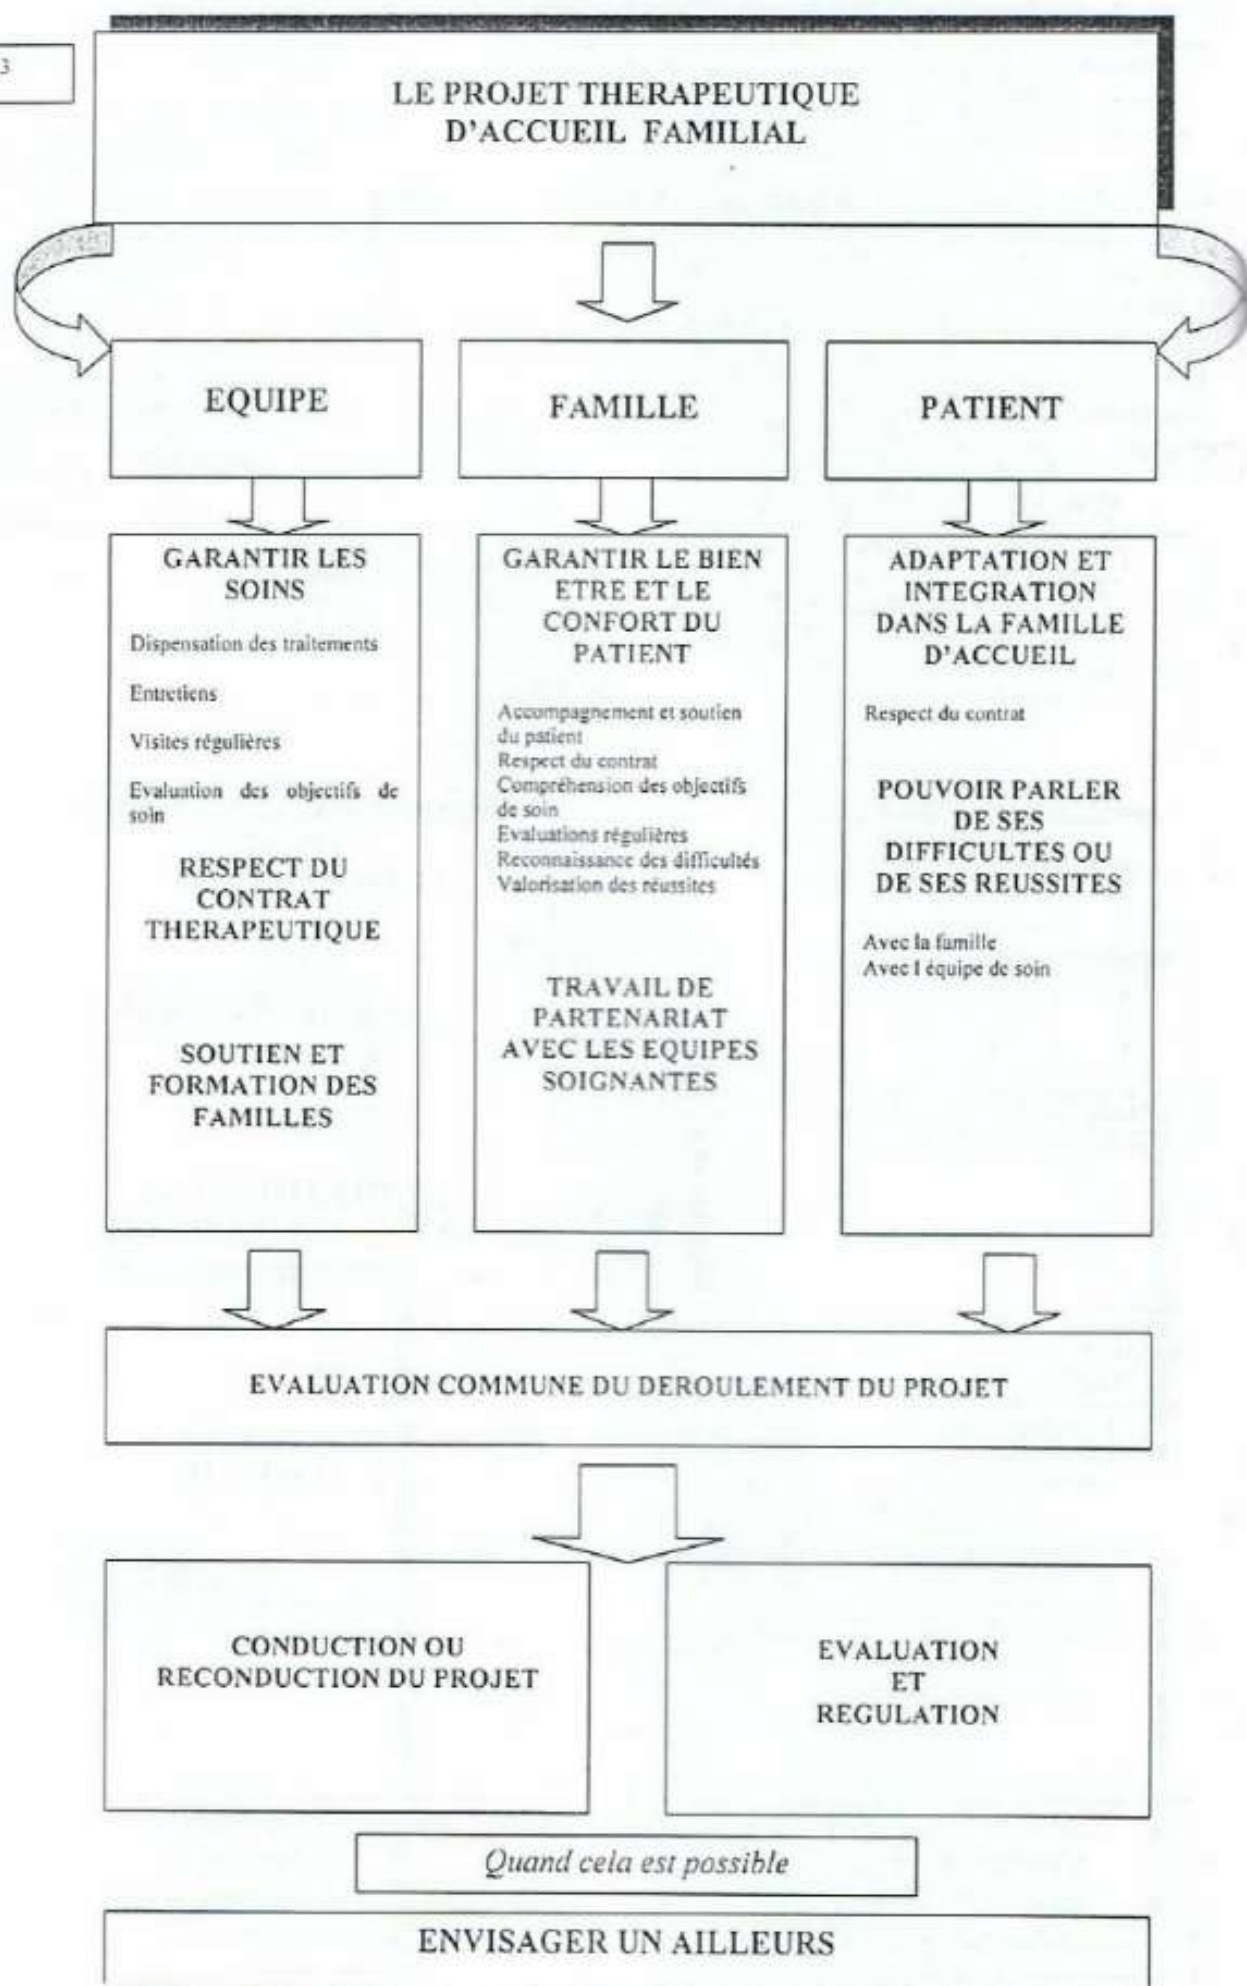 3
LE PROJET THERAPEUTIQUE
D'ACCUEIL FAMILIAL
EQUIPE
FAMILLE
PATIENT
GARANTIR LES
SOINS
Dispensation des traitements
Entretiens
Visites régulières
Evaluation des objectifs de
soin
RESPECT DU
CONTRAT
THERAPEUTIQUE
SOUTIEN ET
FORMATION DES
FAMILLES
GARANTIR LE BIEN
ETRE ET LE
CONFORT DU
PATIENT
Accompagnement et soutien
du patient
Respect du contrat
Compréhension des objectifs
de soin
Evaluations régulières
Reconnaissance des difficultés
Valorisation des réussites
TRAVAIL DE
PARTENARIAT
AVEC LES EQUIPES
SOIGNANTES
ADAPTATION ET
INTEGRATION
DANS LA FAMILLE
D'ACCUEIL
Respect du contrat
POUVOIR PARLER
DE SES
DIFFICULTES OU
DE SES REUSSITES
Avec la famille
Avec l équipe de soin
EVALUATION COMMUNE DU DEROULEMENT DU PROJET
CONDUCTION OU
RECONDUCTION DU PROJET
EVALUATION
ET
REGULATION
Quand cela est possible
ENVISAGER UN AILLEURS